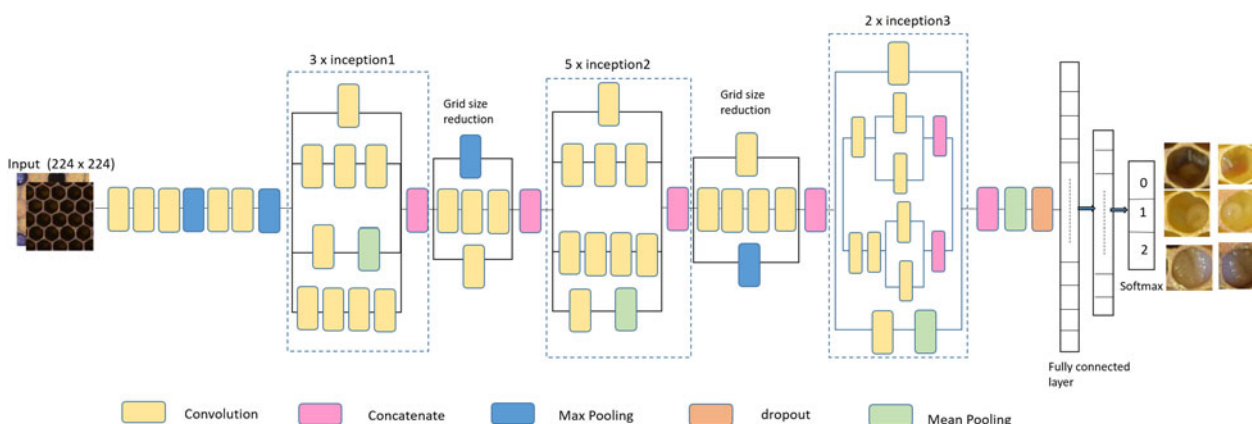 2 x inception3
3 x inception1
5 x inception2
Grid size
reduction
Grid size
reduction
Input (224 x 224)
0
1
2
Softmax
Fully connected
layer
Convolution
Concatenate
Max Pooling
dropout
Mean Pooling